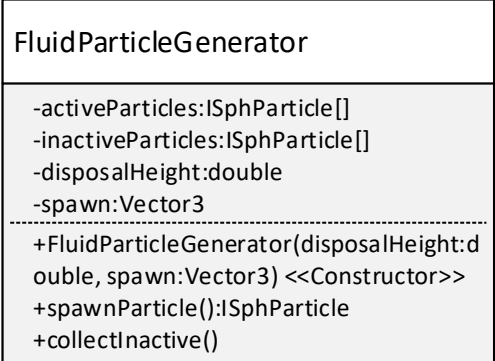 FluidParticleGenerator
-activeParticles:ISphParticle[]
-inactiveParticles:ISphParticle[]
-disposalHeight:double
-spawn:Vector3
+FluidParticleGenerator(disposalHeight:d
ouble, spawn:Vector3) <<Constructor>>
+spawnParticle():ISphParticle
+collectInactive()